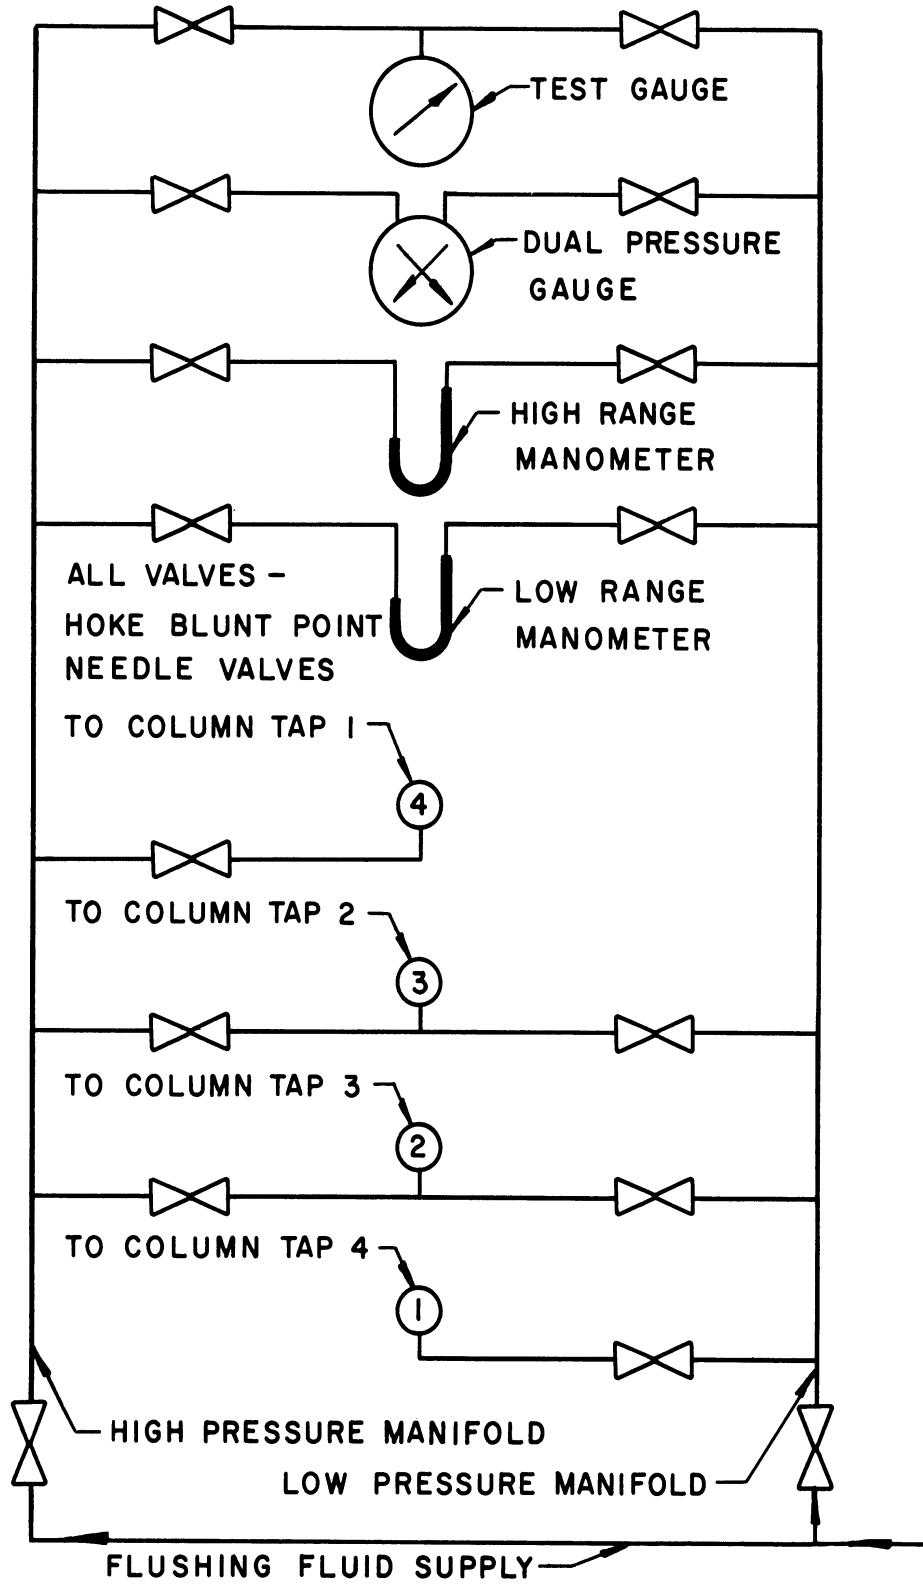 TEST GAUGE
DUAL PRESSURE
GAUGE
HIGH RANGE
MANOMETER
ALL VALVES –
HOKE BLUNT POINT
NEEDLE VALVES
LOW RANGE
MANOMETER
TO COLUMN TAP 1
4
TO COLUMN TAP 2
3
TO COLUMN TAP 3
2
TO COLUMN TAP 4
1
HIGH PRESSURE MANIFOLD
LOW PRESSURE MANIFOLD
FLUSHING FLUID SUPPLY